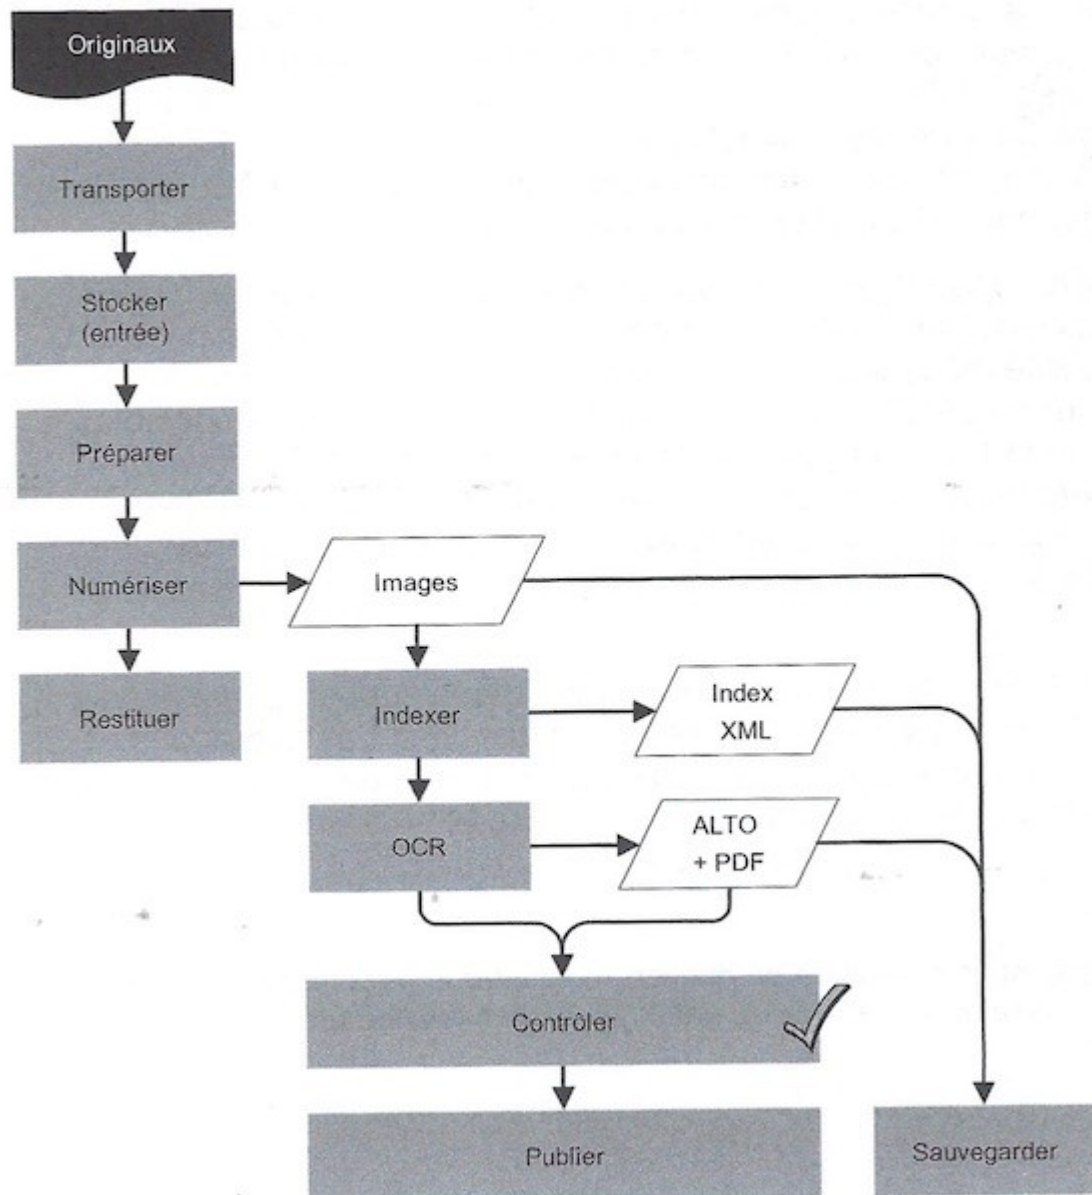 Originaux
Transporter
Stocker
(entrée)
Préparer
Numériser
Images
Restituer
Indexer
Index
XML
OCR
ALTO
+ PDF
Contrôler
Publier
Sauvegarder